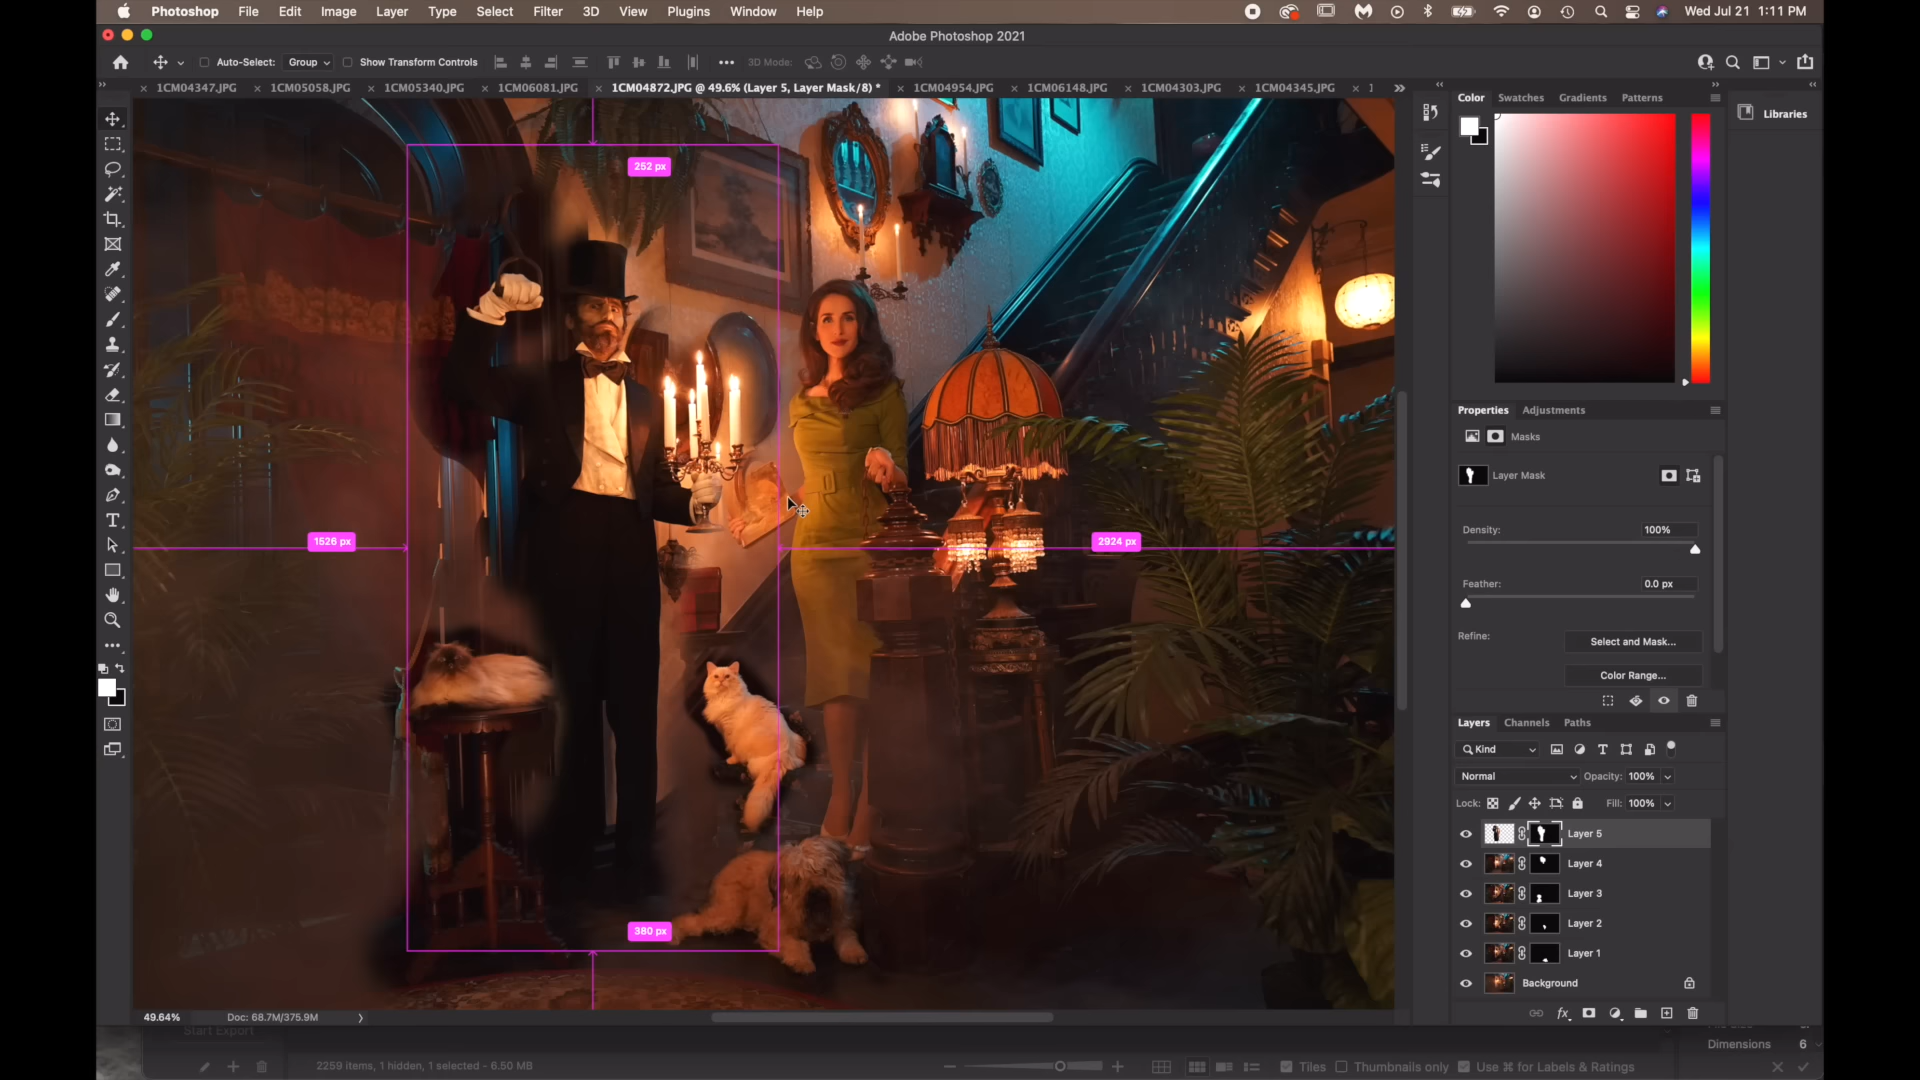 Photoshop File Edit Image Layer Type Select Filter 3D View Plugins Window Help Wed Jul 21 1:11 PM
Adobe Photoshop 2021
Auto-Select: Group Show Transform Controls 3D Mode:
1CM04347.JPG 1CM05058.JPG 1CM05340.JPG 1CM06081.JPG 1CM04872.JPG @ 49.6% (Layer 5, Layer Mask/8) * 1CM04954.JPG 1CM06148.JPG 1CM04303.JPG 1CM04345.JPG
Color Swatches Gradients Patterns
Libraries
252 px
1526 px
2924 px
380 px
Properties Adjustments
Masks
Layer Mask
Density: 100%
Feather: 0.0 px
Refine: Select and Mask...
Color Range...
Layers Channels Paths
Kind
Normal Opacity: 100%
Lock: Fill: 100%
Layer 5
Layer 4
Layer 3
Layer 2
Layer 1
Background
49.64% Doc: 68.7M/375.9M
Start Export
Dimensions 6
2259 items, 1 hidden, 1 selected - 6.50 MB
Tiles Thumbnails only Use ⌘ for Labels & Ratings